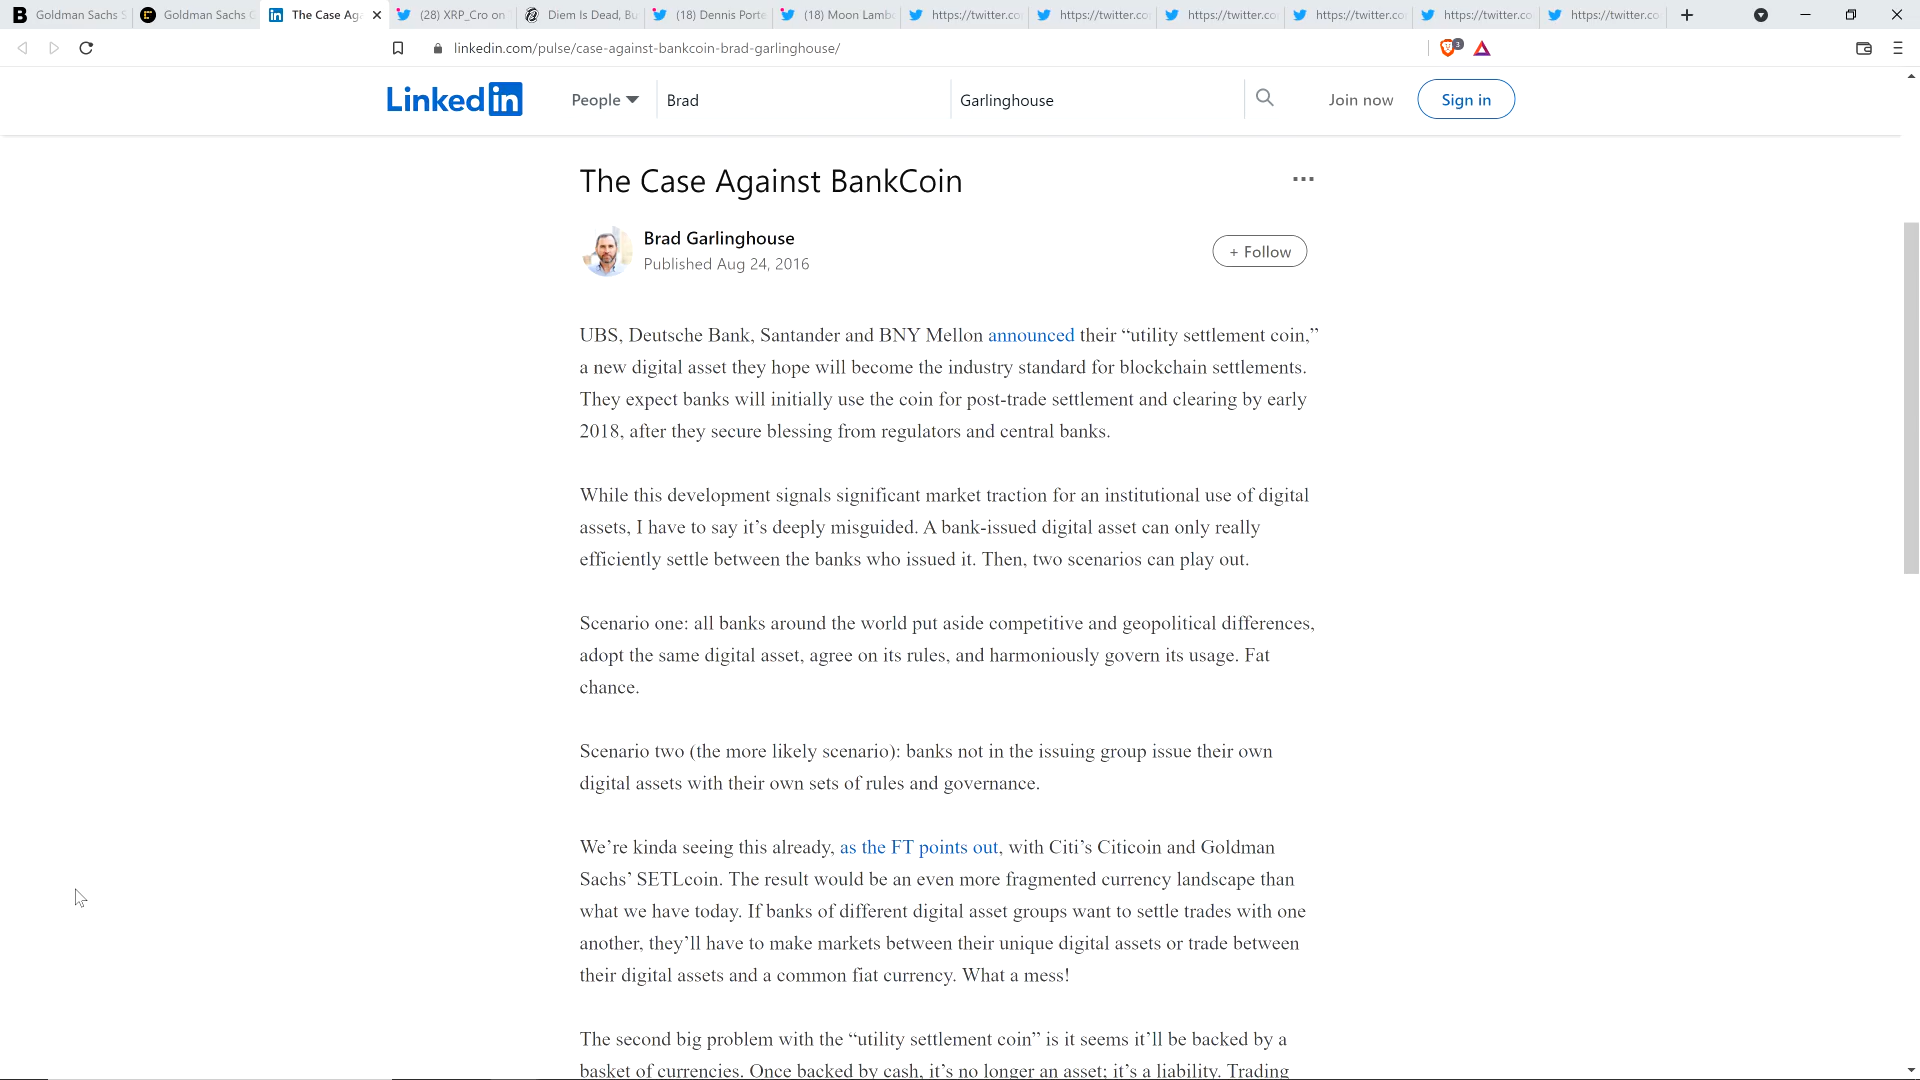 Goldman Sachs S
Goldman Sachs C
The Case Ag
(28) XRP_Cro on
Diem Is Dead, Bu
(18) Dennis Porte
(18) Moon Lamb
https://twitter.co
https://twitter.co
https://twitter.co
https://twitter.co
https://twitter.co
https://twitter.co
linkedin.com/pulse/case-against-bankcoin-brad-garlinghouse/
3
Linkedin
People
Brad
Garlinghouse
Join now
Sign in
The Case Against BankCoin
Brad Garlinghouse
Published Aug 24, 2016
+ Follow
UBS, Deutsche Bank, Santander and BNY Mellon announced their “utility settlement coin,”
a new digital asset they hope will become the industry standard for blockchain settlements.
They expect banks will initially use the coin for post-trade settlement and clearing by early
2018, after they secure blessing from regulators and central banks.
While this development signals significant market traction for an institutional use of digital
assets, I have to say it’s deeply misguided. A bank-issued digital asset can only really
efficiently settle between the banks who issued it. Then, two scenarios can play out.
Scenario one: all banks around the world put aside competitive and geopolitical differences,
adopt the same digital asset, agree on its rules, and harmoniously govern its usage. Fat
chance.
Scenario two (the more likely scenario): banks not in the issuing group issue their own
digital assets with their own sets of rules and governance.
We’re kinda seeing this already, as the FT points out, with Citi’s Citicoin and Goldman
Sachs’ SETLcoin. The result would be an even more fragmented currency landscape than
what we have today. If banks of different digital asset groups want to settle trades with one
another, they’ll have to make markets between their unique digital assets or trade between
their digital assets and a common fiat currency. What a mess!
The second big problem with the “utility settlement coin” is it seems it’ll be backed by a
basket of currencies. Once backed by cash, it’s no longer an asset; it’s a liability. Trading